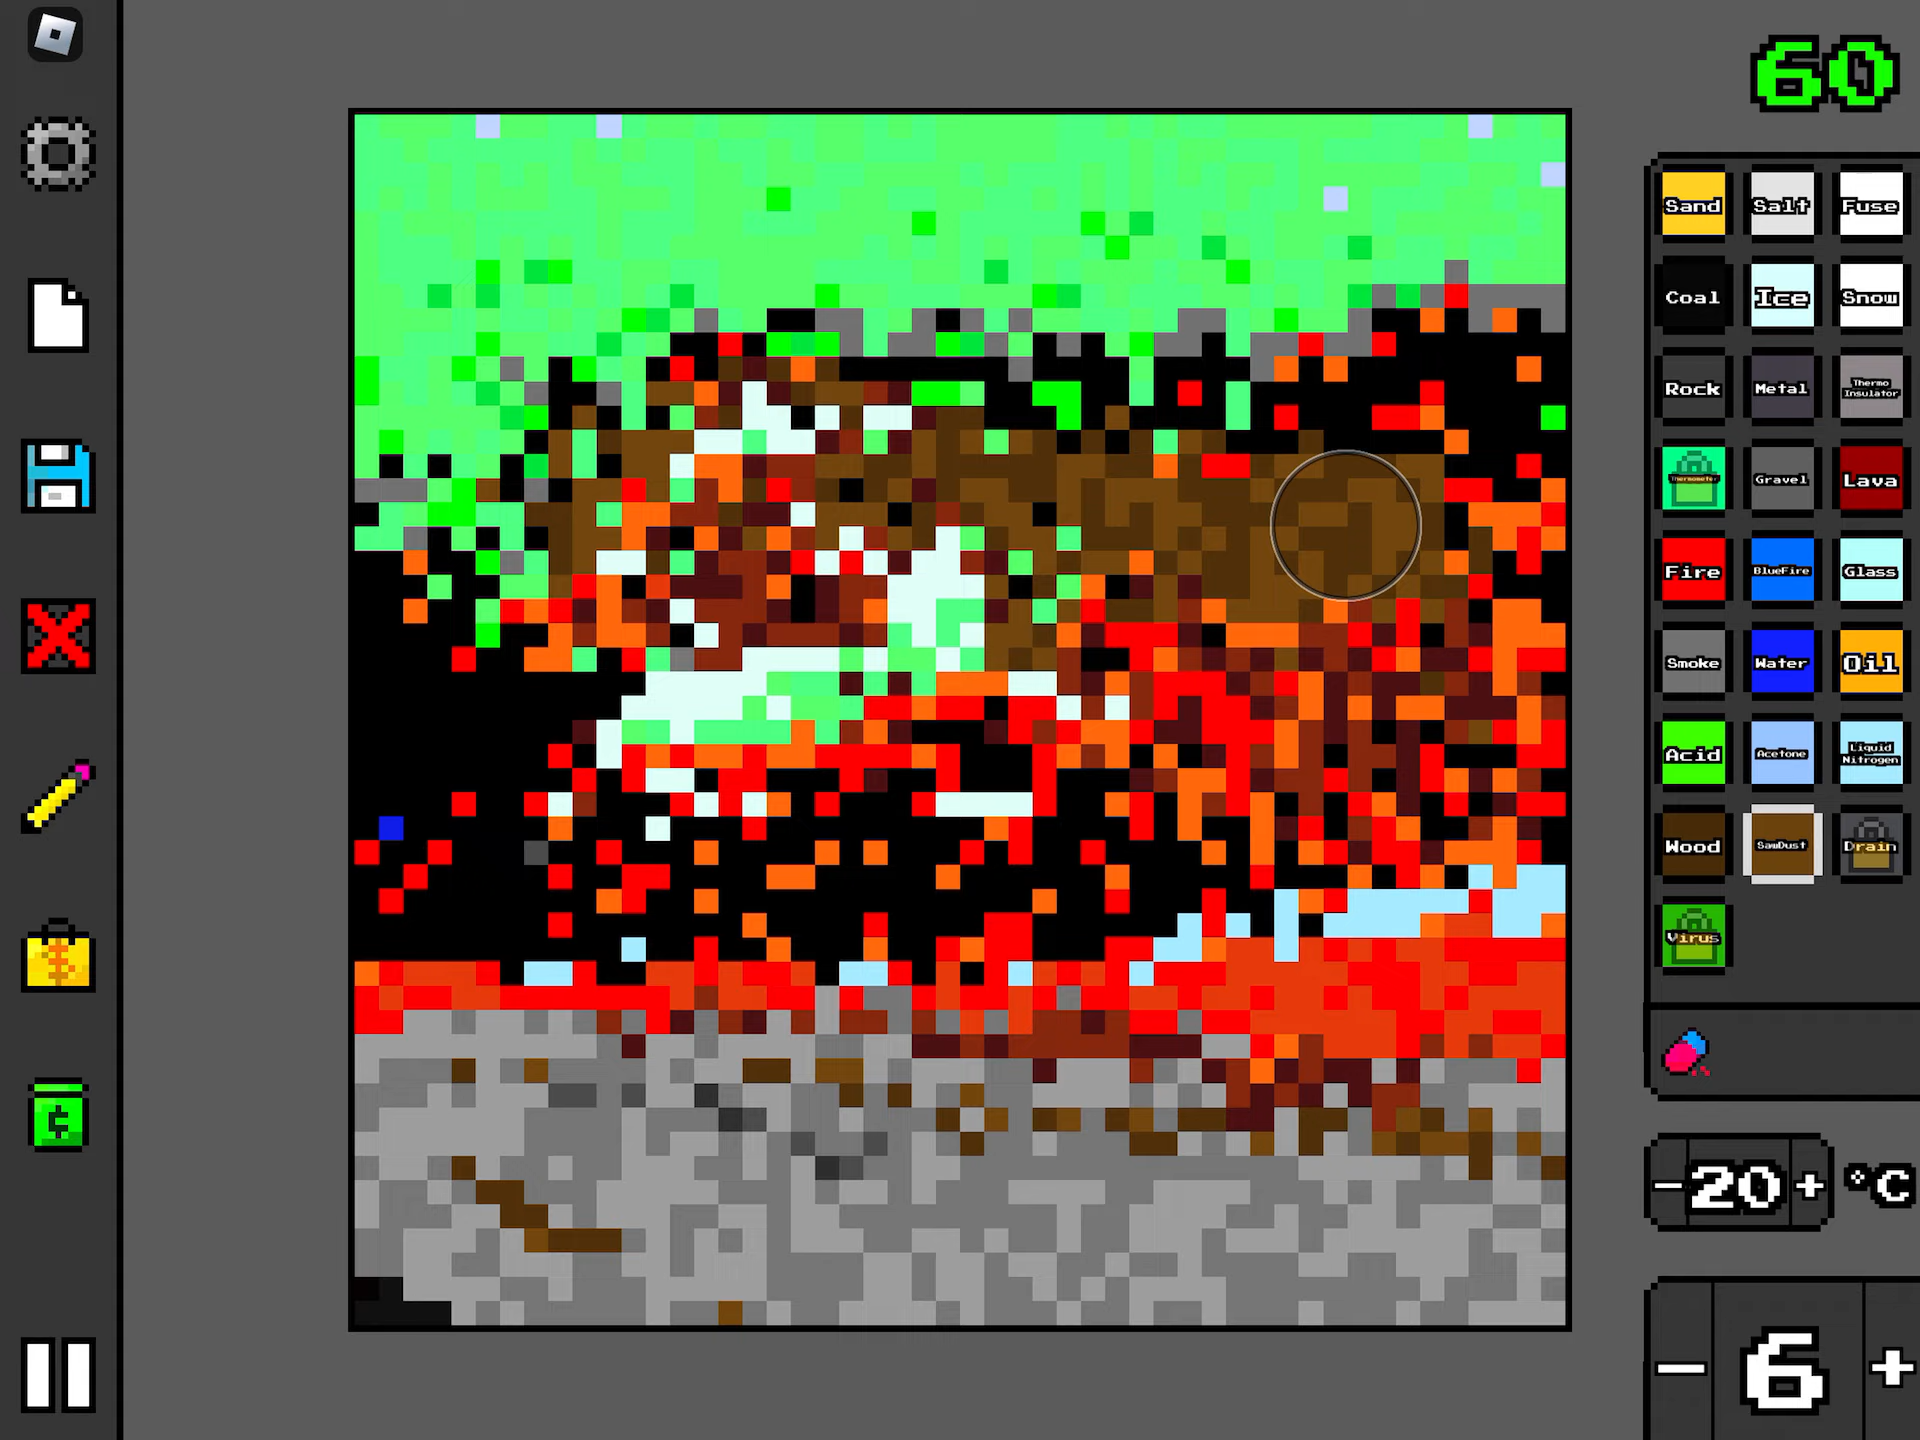 60
Sand Salt Fuse
Coal Ice Snow
Rock Metal Thermo Insulator
Thermometer Gravel Lava
Fire BlueFire Glass
Smoke Water Oil
Acid Acetone Liquid Nitrogen
Wood SawDust Drain
Virus
$
- 20 + °C
- 6 +